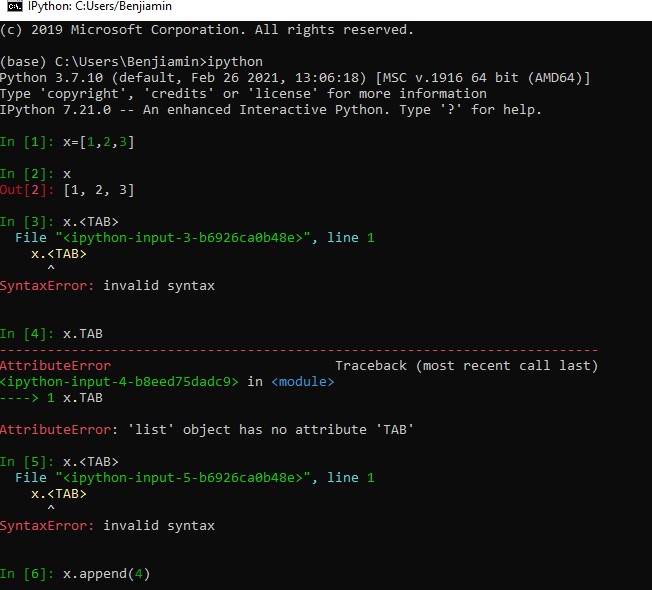 IPython: C:Users/Benjiamin
(c) 2019 Microsoft Corporation. All rights reserved.
(base) C:\Users\Benjiamin>ipython
Python 3.7.10 (default, Feb 26 2021, 13:06:18) [MSC v.1916 64 bit (AMD64)]
Type 'copyright', 'credits' or 'license' for more information
IPython 7.21.0 -- An enhanced Interactive Python. Type '?' for help.
In [1]: x=[1,2,3]
In [2]: x
Out[2]: [1, 2, 3]
In [3]: x.<TAB>
  File "<ipython-input-3-b6926ca0b48e>", line 1
    x.<TAB>
      ^
SyntaxError: invalid syntax
In [4]: x.TAB
---------------------------------------------------------------------------
AttributeError                            Traceback (most recent call last)
<ipython-input-4-b8eed75dadc9> in <module>
----> 1 x.TAB
AttributeError: 'list' object has no attribute 'TAB'
In [5]: x.<TAB>
  File "<ipython-input-5-b6926ca0b48e>", line 1
    x.<TAB>
      ^
SyntaxError: invalid syntax
In [6]: x.append(4)